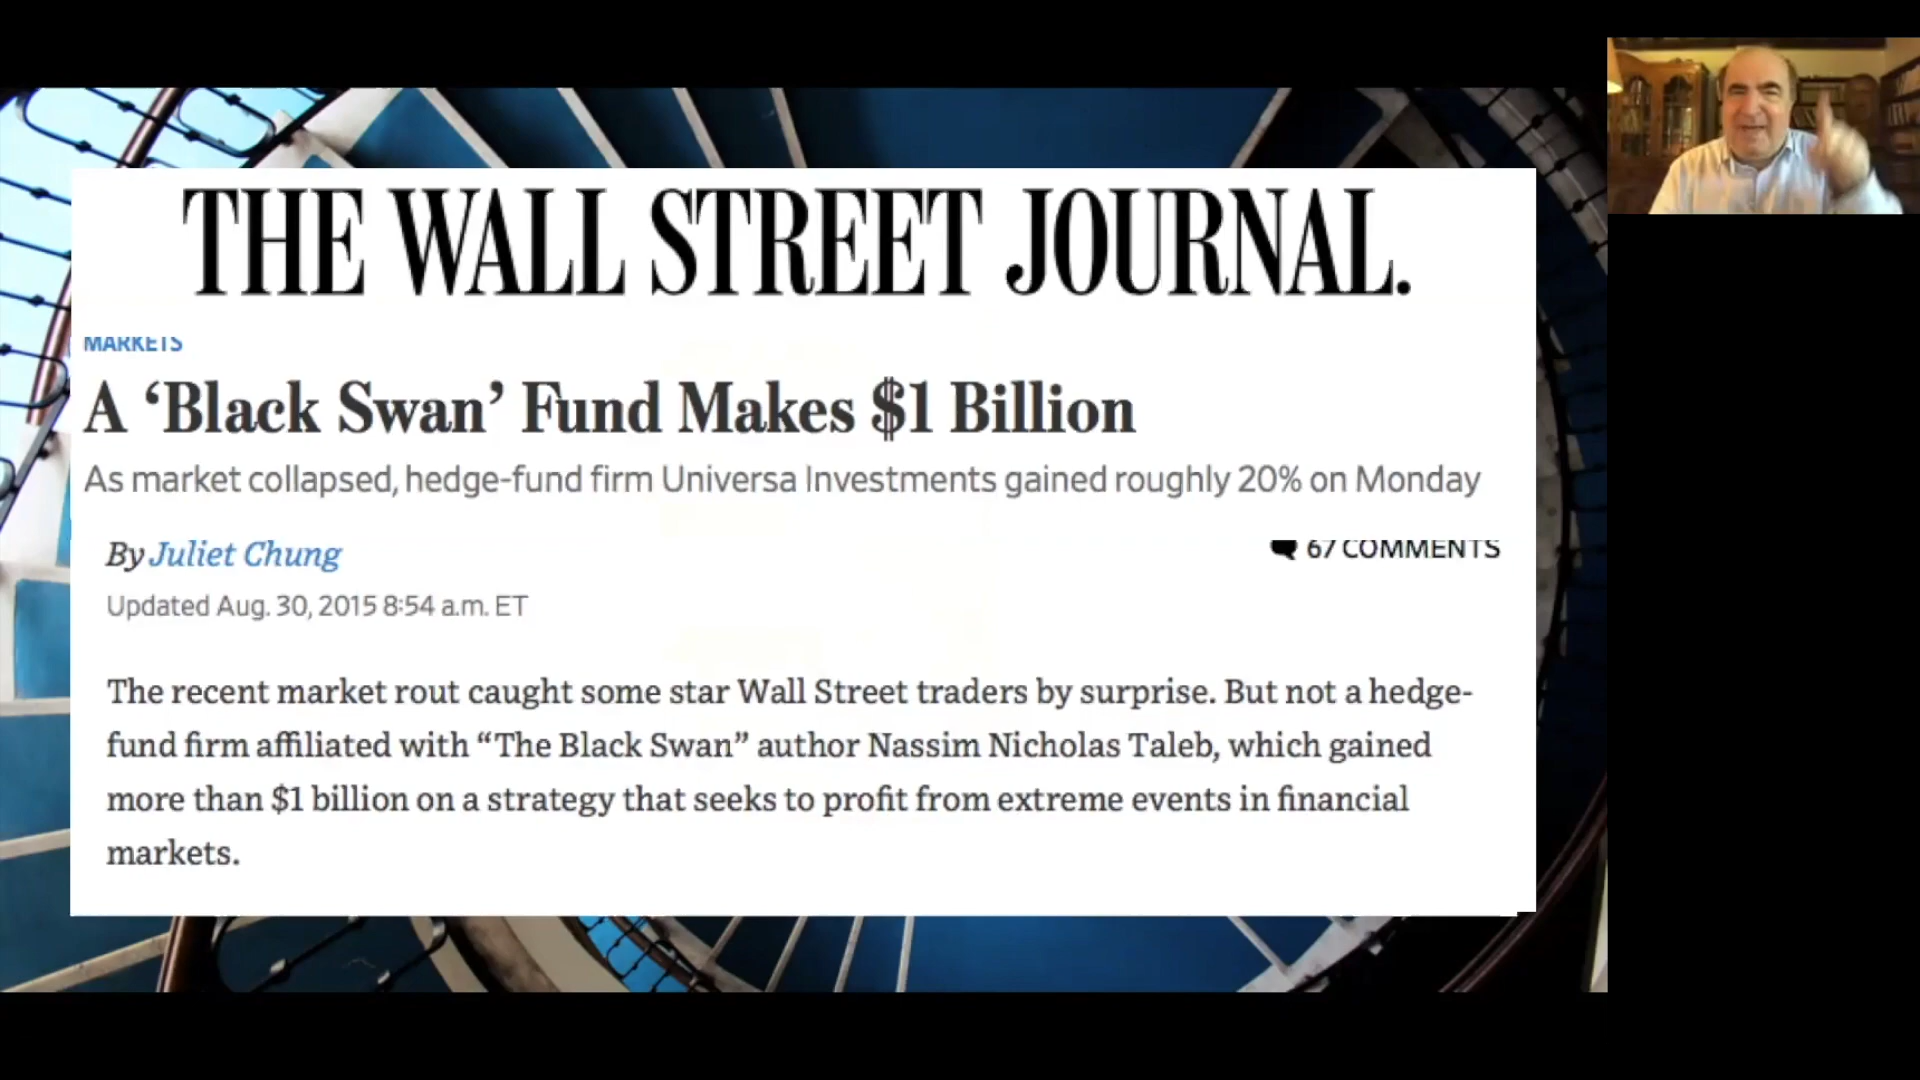 THE WALL STREET JOURNAL.
MARKETS
A ‘Black Swan’ Fund Makes $1 Billion
As market collapsed, hedge-fund firm Universa Investments gained roughly 20% on Monday
By Juliet Chung
67 COMMENTS
Updated Aug. 30, 2015 8:54 a.m. ET
The recent market rout caught some star Wall Street traders by surprise. But not a hedge-
fund firm affiliated with “The Black Swan” author Nassim Nicholas Taleb, which gained
more than $1 billion on a strategy that seeks to profit from extreme events in financial
markets.